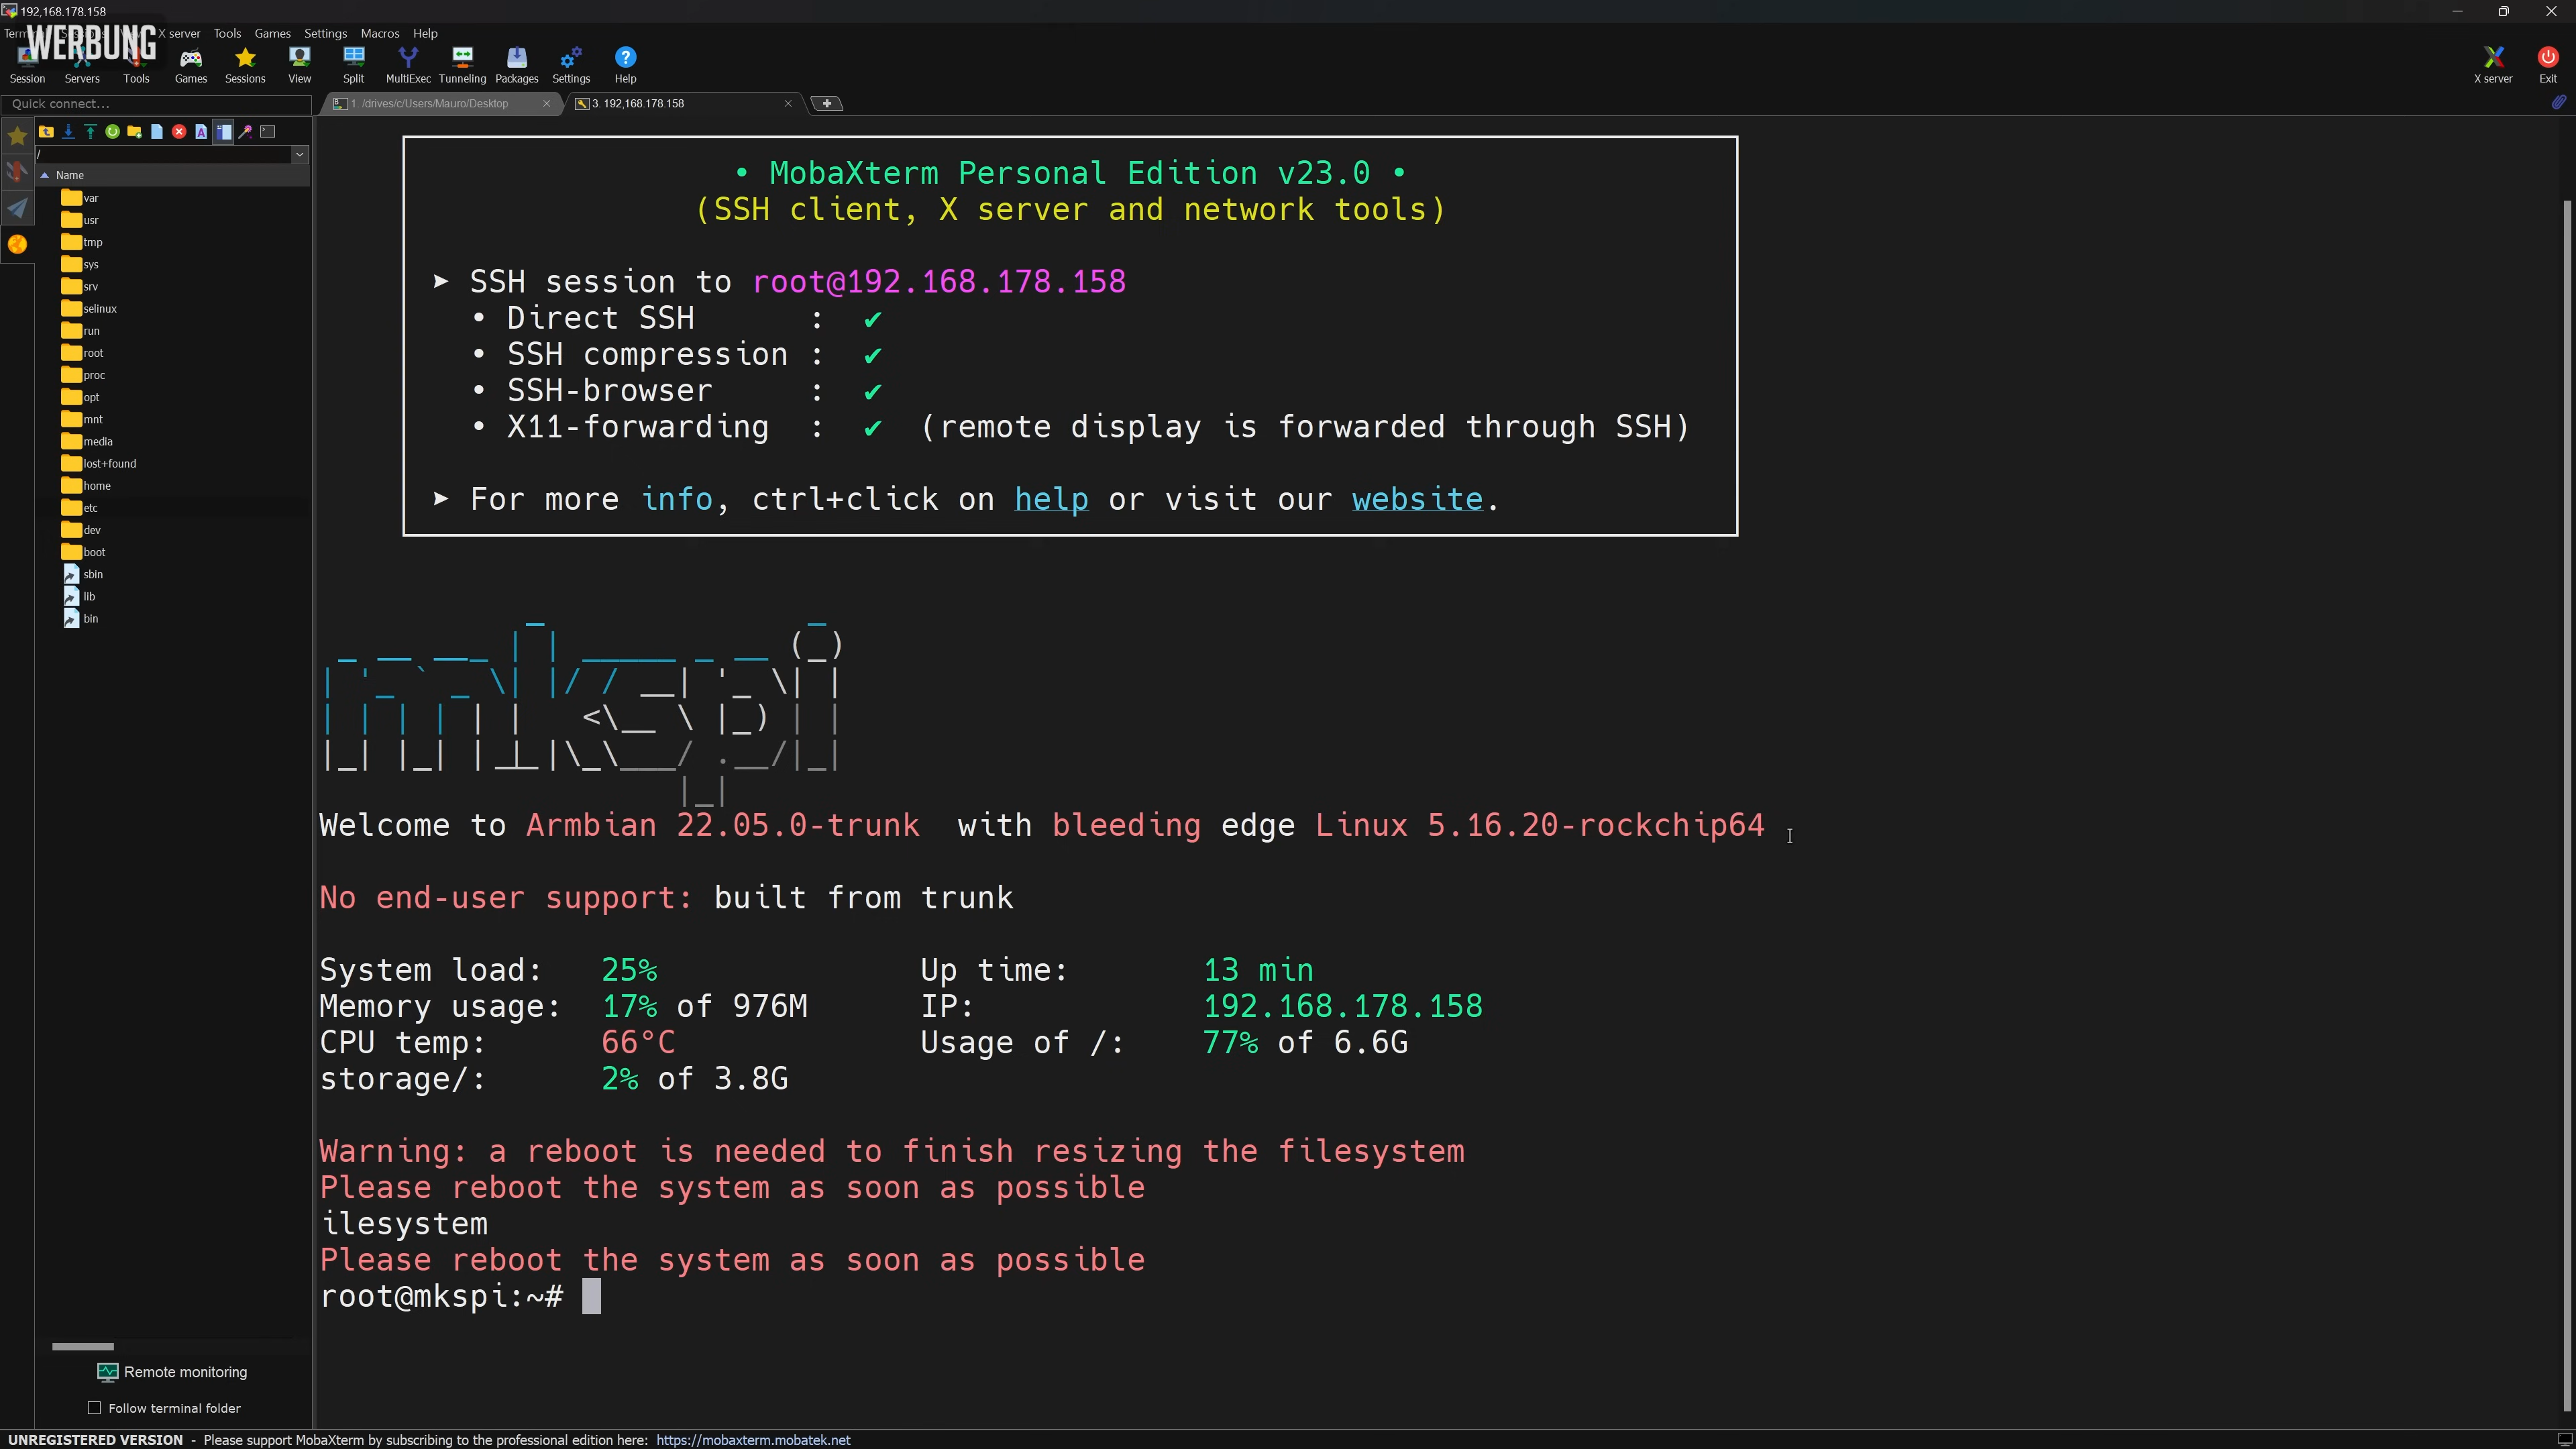 192.168.178.158
WERBUNG
X server Tools Games Settings Macros Help
Session Servers Tools Games Sessions View Split MultiExec Tunneling Packages Settings Help X server Exit
Quick connect...
1. /drives/c/Users/Mauro/Desktop
3. 192.168.178.158
/
Name
var
usr
tmp
sys
srv
selinux
run
root
proc
opt
mnt
media
lost+found
home
etc
dev
boot
sbin
lib
bin
• MobaXterm Personal Edition v23.0 •
(SSH client, X server and network tools)
➤ SSH session to root@192.168.178.158
• Direct SSH : ✔
• SSH compression : ✔
• SSH-browser : ✔
• X11-forwarding : ✔ (remote display is forwarded through SSH)
➤ For more info, ctrl+click on help or visit our website.
mkspi
Welcome to Armbian 22.05.0-trunk with bleeding edge Linux 5.16.20-rockchip64
No end-user support: built from trunk
System load: 25% Up time: 13 min
Memory usage: 17% of 976M IP: 192.168.178.158
CPU temp: 66°C Usage of /: 77% of 6.6G
storage/: 2% of 3.8G
Warning: a reboot is needed to finish resizing the filesystem
Please reboot the system as soon as possible
ilesystem
Please reboot the system as soon as possible
root@mkspi:~#
Remote monitoring
Follow terminal folder
UNREGISTERED VERSION - Please support MobaXterm by subscribing to the professional edition here: https://mobaxterm.mobatek.net